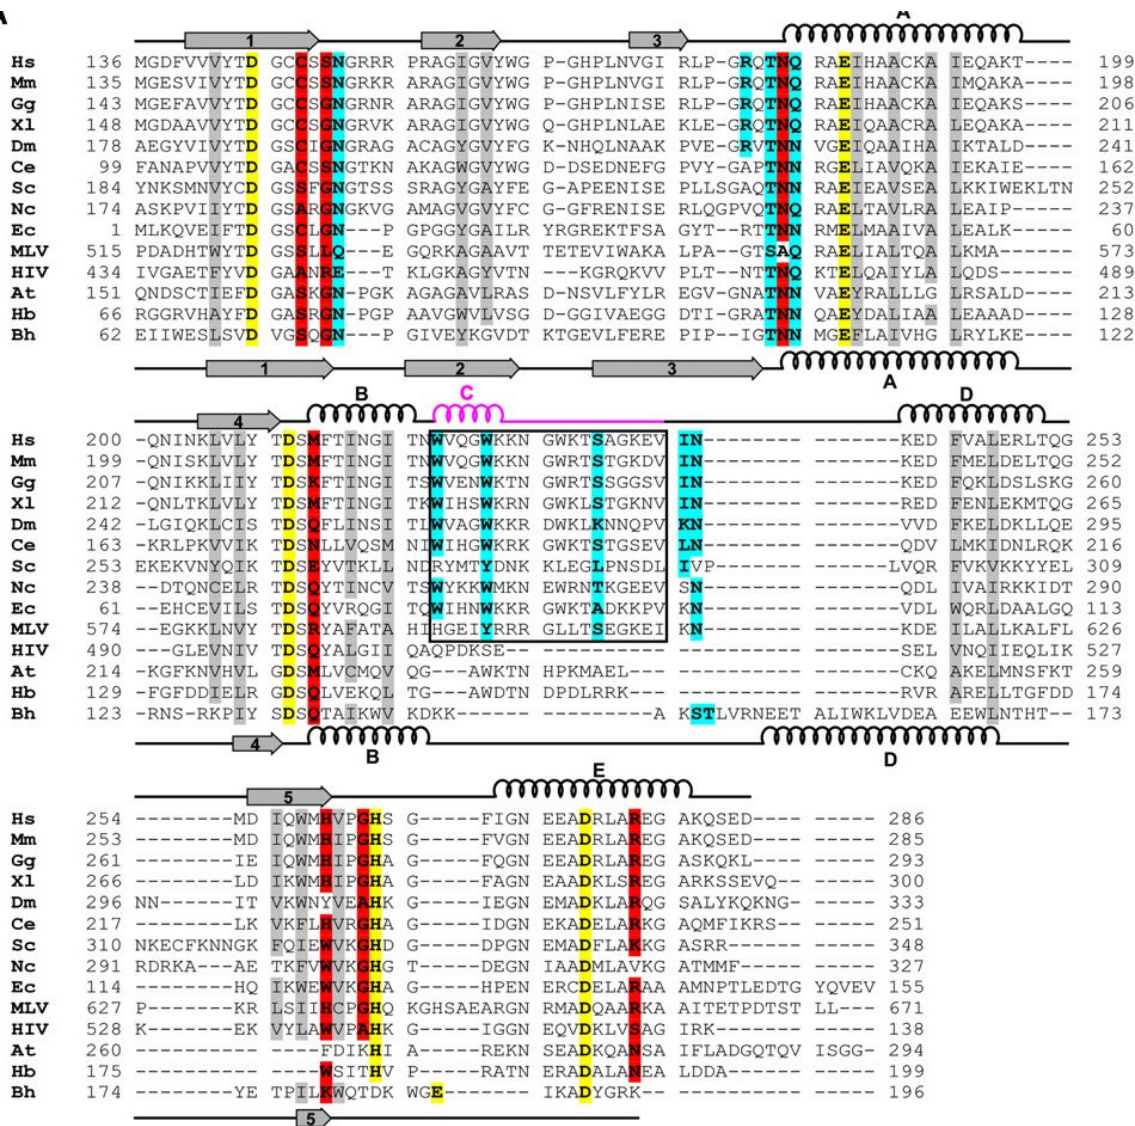 A
1 2 3 A
Hs 136 MGDFVVVYTD GCCSSNGRRR PRAGIGVYWG P-GHPLNVGI RLP-GRQTNQ RAEIHAACKA IEQAKT---- 199
Mm 135 MGESVIVYTD GCCSSNGRKR ARAGIGVYWG P-GHPLNVGI RLP-GRQTNQ RAEIHAACKA IMQAKT---- 198
Gg 143 MGEFAVVYTD GCCSGNGRNR ARAGIGVYWG P-GHPLNISE RLP-GRQTNQ RAEIHAACKA IEQAKS---- 206
Xl 148 MGDAAVVYTD GCCSGNGRVK ARAGIGVYWG Q-GHPLNLAE KLE-GRQTNQ RAEIQAACRA LEQAKA---- 211
Dm 178 AEGYVIVYTD GSCIGNGRAG ACAGYGVYFG K-NHQLNAAK PVE-GRVTNN VGEIQAAIHA IKTALD---- 241
Ce 99 FANAPVVYTD GACSSNGTKN AKAGWGVYWG D-DSEDNEFG PVY-GAPTNN RGELIAVQKA IEKAIE---- 162
Sc 184 YNKSMNVYCD GSSFGNGTSS SRAGYGAYFE G-APEENISE PLLSGAQTNN RAEIEAVSEA LKKIWEKLTN 252
Nc 174 ASKPVIIYTD GSARGNGKVG AMAGVGVYFC G-GFRENISE RLQGPVQTNQ RAELTAVLRA LEAIP----- 237
Ec 1 MLKQVEIFTD GSCLGN---P GPGGYGAILR YRGREKTFSA GYT--RTTNN RMELMAAIVA LEALK----- 60
MLV 515 PDADHTWYTD GSSLLQ---E GQRKAGAAVT TETEVIWAKA LPA--GTSAQ RAELIALTQA LKMA------ 573
HIV 434 IVGAETFYVD GAANRE---T KLGKAGYVTN ---KGRQKVV PLT--NTTNQ KTELQAIYLA LQDS------ 489
At 151 QNDSCTIEFD GASKGN-PGK AGAGAVLRAS D-NSVLFYLR EGV-GNATNN VAEYRALLLG LRSALD---- 213
Hb 66 RGGRVHAYFD GASRGN-PGP AAVGWVLVSG D-GGIVAEGG DTI-GRATNN QAEYDALIAA LEAAAD---- 128
Bh 62 EIIWESLSVD VGSQGN---P GIVEYKGVDT KTGEVLFERE PIP--IGTNN MGEFLAIVHG LRYLKE---- 122
1 2 3 A
4 B C D
Hs 200 -QNINKLVLY TDSMFTINGI TNWVQGWKKN GWKTSAGKEV IN-------- -------KED FVALERLTQG 253
Mm 199 -QNISKLVLY TDSMFTINGI TNWVQGWKKN GWRTSTGKDV IN-------- -------KED FMELDELTQG 252
Gg 207 -QNIKKLIIY TDSKFTINGI TSWVENWKTN GWRTSSGGSV IN-------- -------KED FQKLDSLSKG 260
Xl 212 -QNLTKLVIY TDSMFTINGI TKWIHSWKRN GWKLSTGKNV IN-------- -------RED FENLEKMTQG 265
Dm 242 -LGIQKLCIS TDSQFLINSI TLWVAGWKKR DWKLKNNQPV KN-------- -------VVD FKELDKLLQE 295
Ce 163 -KRLPKVVIK TDSNLLVQSM NIWIHGWKRK GWKTSTGSEV LN-------- -------QDV LMKIDNLRQK 216
Sc 253 EKEKVNYQIK TDSEYVTKLL NDRYMTYDNK KLEGLPNSDL IVP------- ------LVQR FVKVKKYYEL 309
Nc 238 --DTQNCELR TDSQYTINCV TSWYKKWMKN EWRNTKGEEV SN-------- -------QDL IVAIRKKIDT 290
Ec 61 --EHCEVILS TDSQYVRQGI TQWIHNWKKR GWKTADKKPV KN-------- -------VDL WQRLDAALGQ 113
MLV 574 --EGKKLNVY TDSRYAFATA HIHGEIYRRR GLLTSEGKEI KN-------- -------KDE ILALLKALFL 626
HIV 490 ---GLEVNIV TDSQYALGII QAQPDKSE-- ---------- ---------- -------SEL VNQIIEQLIK 527
At 214 -KGFKNVHVLG DSMLVCMQVQ QG---AWKTN NHPKMAEL-- ---------- -------CKQ AKELMNSFKT 259
Hb 129 -FGFDDIELRG DSQLVEKQLT G---AWDTN DPDLRRK--- ---------- -------RVR ARELLTGFDD 174
Bh 123 -RNS-RKPIY SDSQTAIKWV KDKK------ ---------A KSTLVRNEET ALIWKLVDEA EEWLNTHT-- 173
4 B D
5 E
Hs 254 --------MD IQWMHVPGHS G-----FIGN EEADRLAREG AKQSED---- ------ 286
Mm 253 --------MD IQWMHIPGHS G-----FVGN EEADRLAREG AKQSED---- ------ 285
Gg 261 --------IE IQWMHIPGHA G-----FQGN EEADRLAREG ASKQKL---- ------ 293
Xl 266 --------LD IKWMHIPGHA G-----FAGN EAADKLSREG ARKSSEVQ-- ------ 300
Dm 296 NN------IT VKWNYVEAHK G-----IEGN EMADKLARQG SALYKQKNG- ------ 333
Ce 217 --------LK VKFLHVRGHA G-----IDGN EKADELARKG AQMFIKRS-- ------ 251
Sc 310 NKECFKNNGK FQIEWVKGHD G-----DPGN EMADFLAKKG ASRR------ ------ 348
Nc 291 RDRKA---AE TKFVWVKGHG T-----DEGN IAADMLAVKG ATMMF----- ------ 327
Ec 114 --------HQ IKWEWVKGHA G-----HPEN ERCDELARAA AMNPTLEDTG YQVEV 155
MLV 627 P-------KR LSIIHCPGHQ KGHSAEARGN RMADQAARKA AITETPDTST LL---- 671
HIV 528 K-------EK VYLAWVPAHK G-----IGGN EQVDKLVSAG IRK------- ------ 138
At 260 ---------- -----FDIKHI A-----REKN SEADKQANSA IFLADGQTQV ISGG-- 294
Hb 175 ---------- -----WSITHV P-----RATN ERADALANEA LDDA------ ------ 199
Bh 174 --------YE TPILKWQTDK WGE------- IKADYGRK-- ---------- ------ 196
5